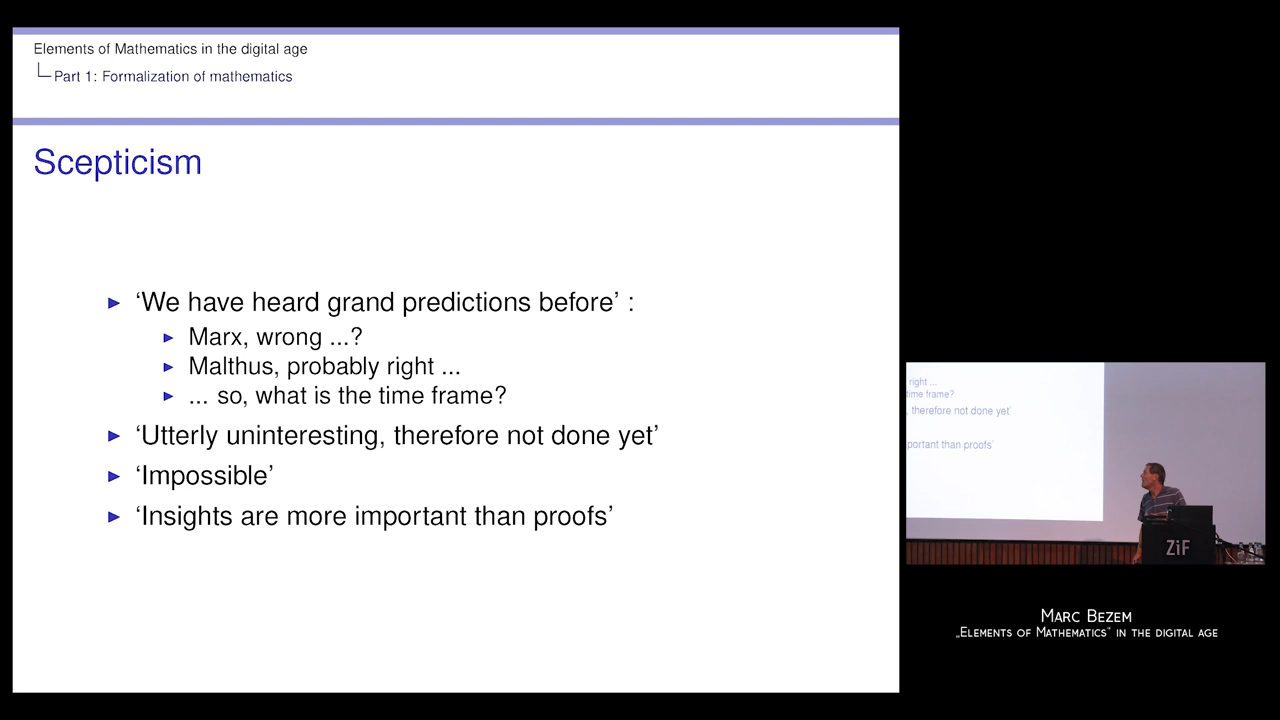 Elements of Mathematics in the digital age
Part 1: Formalization of mathematics
Scepticism
‘We have heard grand predictions before’ :
Marx, wrong ...?
Malthus, probably right ...
... so, what is the time frame?
‘Utterly uninteresting, therefore not done yet’
‘Impossible’
‘Insights are more important than proofs’
right ...
time frame?
, therefore not done yet’
portant than proofs’
ZiF
Marc Bezem
„Elements of Mathematics“ in the digital age